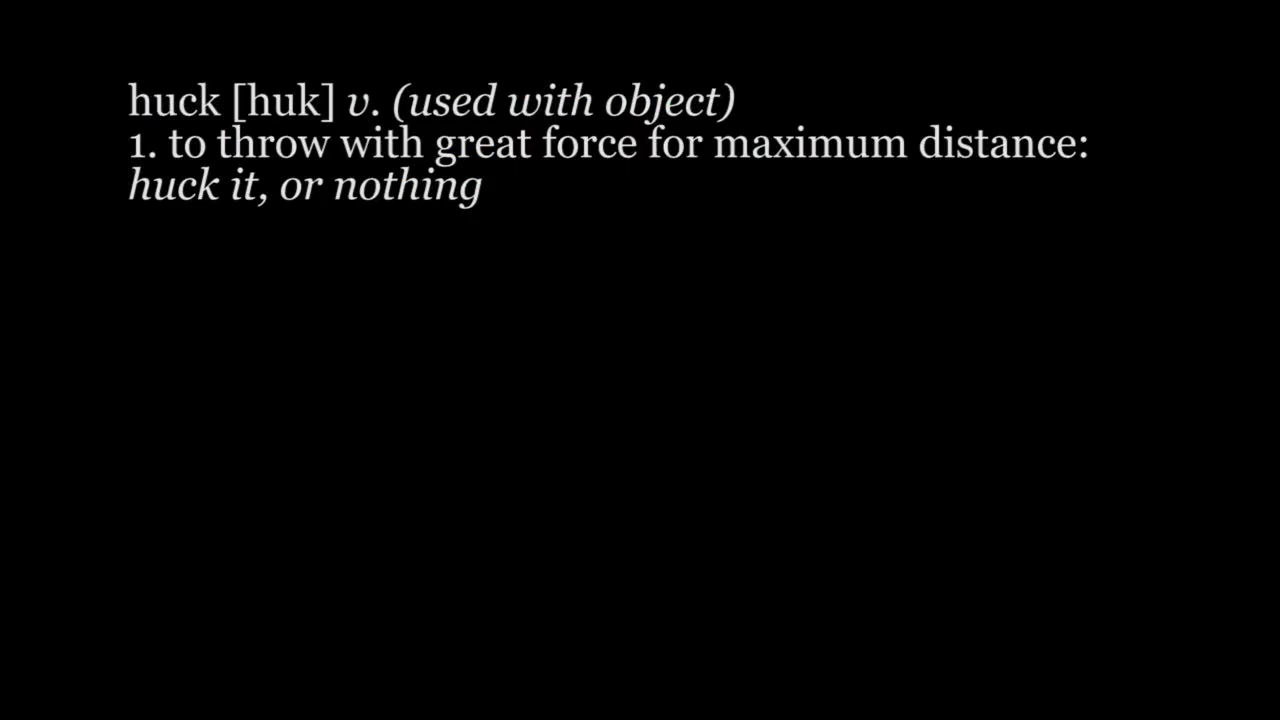 huck [huk] v. (used with object)
1. to throw with great force for maximum distance:
huck it, or nothing